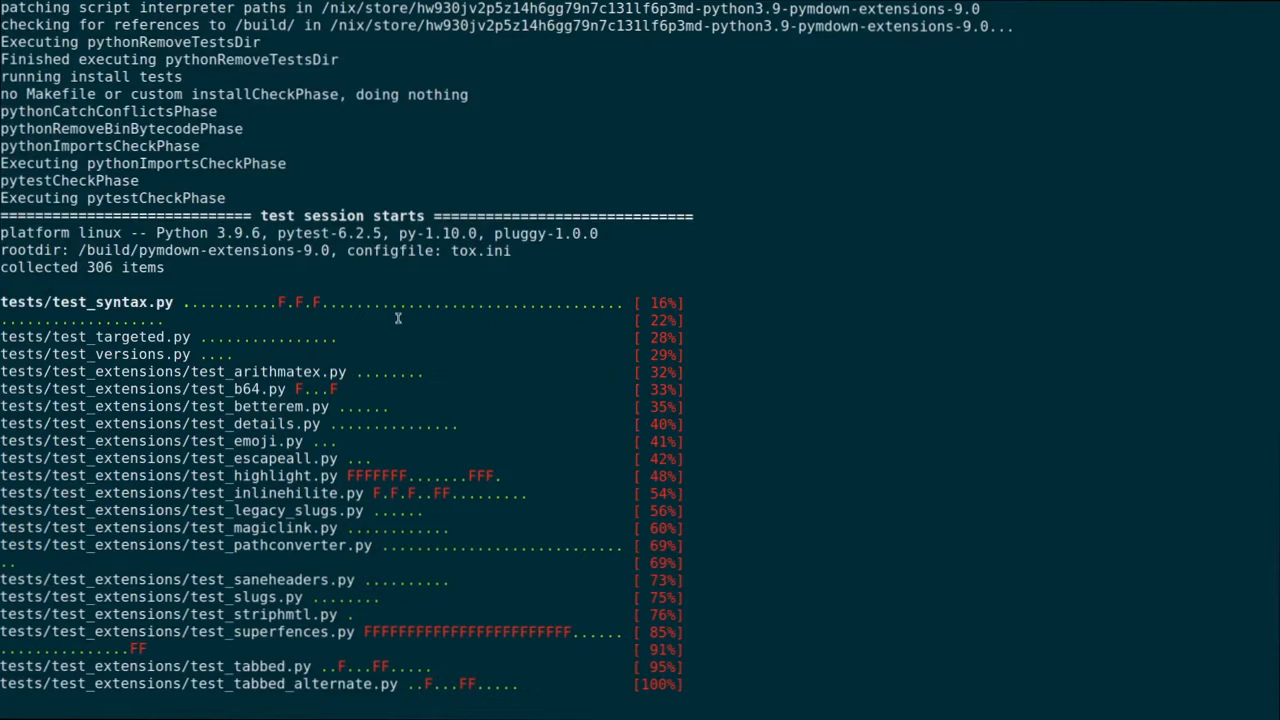 patching script interpreter paths in /nix/store/hw930jv2p5z14h6gg79n7c131lf6p3md-python3.9-pymdown-extensions-9.0
checking for references to /build/ in /nix/store/hw930jv2p5z14h6gg79n7c131lf6p3md-python3.9-pymdown-extensions-9.0...
Executing pythonRemoveTestsDir
Finished executing pythonRemoveTestsDir
running install tests
no Makefile or custom installCheckPhase, doing nothing
pythonCatchConflictsPhase
pythonRemoveBinBytecodePhase
pythonImportsCheckPhase
Executing pythonImportsCheckPhase
pytestCheckPhase
Executing pytestCheckPhase
============================= test session starts ==============================
platform linux -- Python 3.9.6, pytest-6.2.5, py-1.10.0, pluggy-1.0.0
rootdir: /build/pymdown-extensions-9.0, configfile: tox.ini
collected 306 items
tests/test_syntax.py ...........F.F.F................................... [ 16%]
................... [ 22%]
tests/test_targeted.py ................ [ 28%]
tests/test_versions.py .... [ 29%]
tests/test_extensions/test_arithmatex.py ........ [ 32%]
tests/test_extensions/test_b64.py F...F [ 33%]
tests/test_extensions/test_betterem.py ...... [ 35%]
tests/test_extensions/test_details.py ............... [ 40%]
tests/test_extensions/test_emoji.py ... [ 41%]
tests/test_extensions/test_escapeall.py ... [ 42%]
tests/test_extensions/test_highlight.py FFFFFFF.......FFF. [ 48%]
tests/test_extensions/test_inlinehilite.py F.F.F..FF......... [ 54%]
tests/test_extensions/test_legacy_slugs.py ...... [ 56%]
tests/test_extensions/test_magiclink.py ............ [ 60%]
tests/test_extensions/test_pathconverter.py ............................ [ 69%]
.. [ 69%]
tests/test_extensions/test_saneheaders.py .......... [ 73%]
tests/test_extensions/test_slugs.py ........ [ 75%]
tests/test_extensions/test_striphmtl.py . [ 76%]
tests/test_extensions/test_superfences.py FFFFFFFFFFFFFFFFFFFFFFFF...... [ 85%]
...............FF [ 91%]
tests/test_extensions/test_tabbed.py ..F...FF..... [ 95%]
tests/test_extensions/test_tabbed_alternate.py ..F...FF..... [100%]